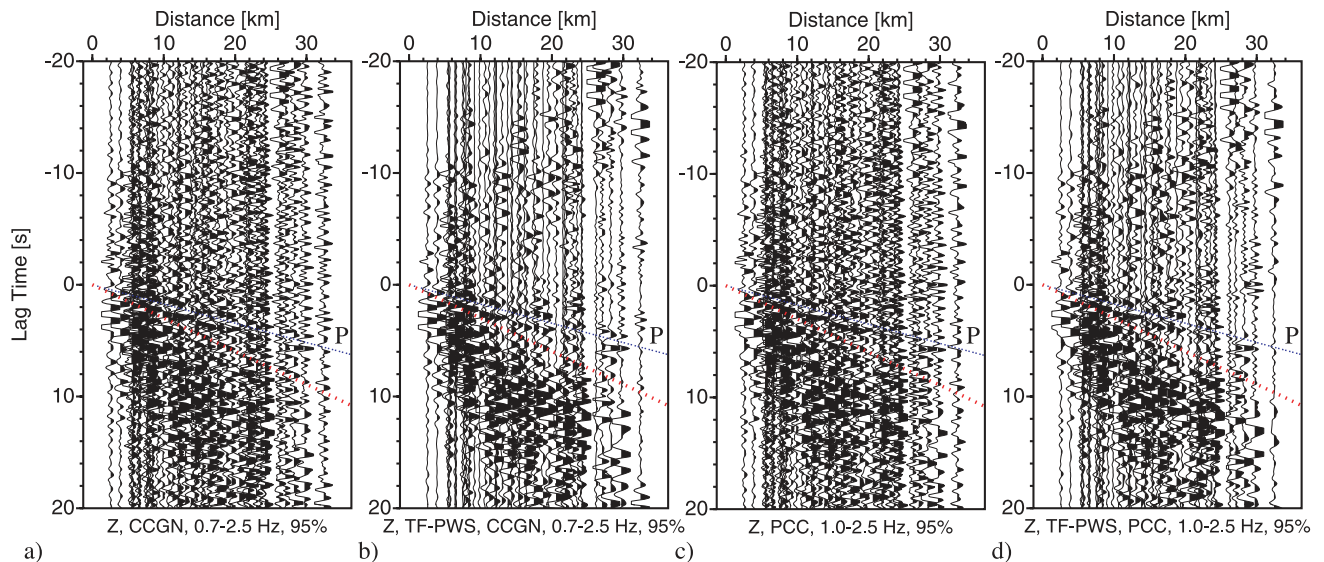 Distance [km] Distance [km] Distance [km] Distance [km]
0 10 20 30 0 10 20 30 0 10 20 30 0 10 20 30
-20 -20 -20 -20
-10 -10 -10 -10
Lag Time [s]
0 0 0 0
P P P P
10 10 10 10
20 20 20 20
Z, CCGN, 0.7-2.5 Hz, 95% Z, TF-PWS, CCGN, 0.7-2.5 Hz, 95% Z, PCC, 1.0-2.5 Hz, 95% Z, TF-PWS, PCC, 1.0-2.5 Hz, 95%
a) b) c) d)